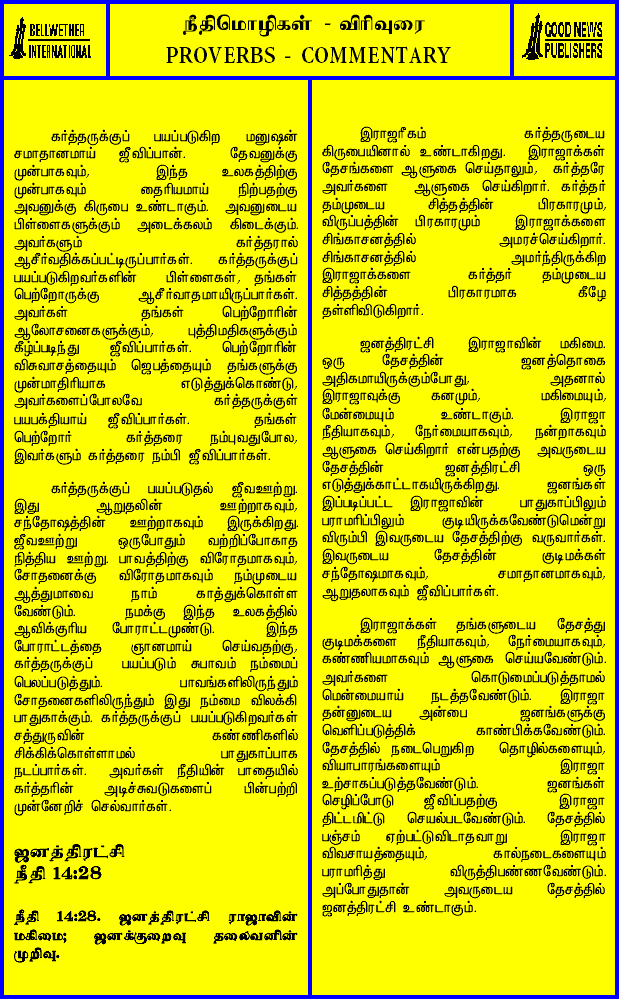 BELLWETHER
INTERNATIONAL
நீதிமொழிகள் - விரிவுரை
PROVERBS - COMMENTARY
GOOD NEWS
PUBLISHERS
கர்த்தருக்குப் பயப்படுகிற மனுஷன்
சமாதானமாய் ஜீவிப்பான். தேவனுக்கு
முன்பாகவும், இந்த உலகத்திற்கு
முன்பாகவும் தைரியமாய் நிற்பதற்கு
அவனுக்கு கிருபை உண்டாகும். அவனுடைய
பிள்ளைகளுக்கும் அடைக்கலம் கிடைக்கும்.
அவர்களும் கர்த்தரால்
ஆசீர்வதிக்கப்பட்டிருப்பார்கள். கர்த்தருக்குப்
பயப்படுகிறவர்களின் பிள்ளைகள், தங்கள்
பெற்றோருக்கு ஆசீர்வாதமாயிருப்பார்கள்.
அவர்கள் தங்கள் பெற்றோரின்
ஆலோசனைகளுக்கும், புத்திமதிகளுக்கும்
கீழ்ப்படிந்து ஜீவிப்பார்கள். பெற்றோரின்
விசுவாசத்தையும் ஜெபத்தையும் தங்களுக்கு
முன்மாதிரியாக எடுத்துக்கொண்டு,
அவர்களைப்போலவே கர்த்தருக்குள்
பயபக்தியாய் ஜீவிப்பார்கள். தங்கள்
பெற்றோர் கர்த்தரை நம்புவதுபோல,
இவர்களும் கர்த்தரை நம்பி ஜீவிப்பார்கள்.
கர்த்தருக்குப் பயப்படுதல் ஜீவஊற்று.
இது ஆறுதலின் ஊற்றாகவும்,
சந்தோஷத்தின் ஊற்றாகவும் இருக்கிறது.
ஜீவஊற்று ஒருபோதும் வற்றிப்போகாத
நித்திய ஊற்று. பாவத்திற்கு விரோதமாகவும்,
சோதனைக்கு விரோதமாகவும் நம்முடைய
ஆத்துமாவை நாம் காத்துக்கொள்ள
வேண்டும். நமக்கு இந்த உலகத்தில்
ஆவிக்குரிய போராட்டமுண்டு. இந்த
போராட்டத்தை ஞானமாய் செய்வதற்கு,
கர்த்தருக்குப் பயப்படும் சுபாவம் நம்மைப்
பெலப்படுத்தும். பாவங்களிலிருந்தும்
சோதனைகளிலிருந்தும் இது நம்மை விலக்கி
பாதுகாக்கும். கர்த்தருக்குப் பயப்படுகிறவர்கள்
சத்துருவின் கண்ணிகளில்
சிக்கிக்கொள்ளாமல் பாதுகாப்பாக
நடப்பார்கள். அவர்கள் நீதியின் பாதையில்
கர்த்தரின் அடிச்சுவடுகளைப் பின்பற்றி
முன்னேறிச் செல்வார்கள்.
ஜனத்திரட்சி
நீதி 14:28
நீதி 14:28. ஜனத்திரட்சி ராஜாவின்
மகிமை; ஜனக்குறைவு தலைவனின்
முறிவு.
இராஜரீகம் கர்த்தருடைய
கிருபையினால் உண்டாகிறது. இராஜாக்கள்
தேசங்களை ஆளுகை செய்தாலும், கர்த்தரே
அவர்களை ஆளுகை செய்கிறார். கர்த்தர்
தம்முடைய சித்தத்தின் பிரகாரமும்,
விருப்பத்தின் பிரகாரமும் இராஜாக்களை
சிங்காசனத்தில் அமரச்செய்கிறார்.
சிங்காசனத்தில் அமர்ந்திருக்கிற
இராஜாக்களை கர்த்தர் தம்முடைய
சித்தத்தின் பிரகாரமாக கீழே
தள்ளிவிடுகிறார்.
ஜனத்திரட்சி இராஜாவின் மகிமை.
ஒரு தேசத்தின் ஜனத்தொகை
அதிகமாயிருக்கும்போது, அதனால்
இராஜாவுக்கு கனமும், மகிமையும்,
மேன்மையும் உண்டாகும். இராஜா
நீதியாகவும், நேர்மையாகவும், நன்றாகவும்
ஆளுகை செய்கிறார் என்பதற்கு அவருடைய
தேசத்தின் ஜனத்திரட்சி ஒரு
எடுத்துக்காட்டாகயிருக்கிறது. ஜனங்கள்
இப்படிப்பட்ட இராஜாவின் பாதுகாப்பிலும்
பராமரிப்பிலும் குடியிருக்கவேண்டுமென்று
விரும்பி இவருடைய தேசத்திற்கு வருவார்கள்.
இவருடைய தேசத்தின் குடிமக்கள்
சந்தோஷமாகவும், சமாதானமாகவும்,
ஆறுதலாகவும் ஜீவிப்பார்கள்.
இராஜாக்கள் தங்களுடைய தேசத்து
குடிமக்களை நீதியாகவும், நேர்மையாகவும்,
கண்ணியமாகவும் ஆளுகை செய்யவேண்டும்.
அவர்களை கொடுமைப்படுத்தாமல்
மென்மையாய் நடத்தவேண்டும். இராஜா
தன்னுடைய அன்பை ஜனங்களுக்கு
வெளிப்படுத்திக் காண்பிக்கவேண்டும்.
தேசத்தில் நடைபெறுகிற தொழில்களையும்,
வியாபாரங்களையும் இராஜா
உற்சாகப்படுத்தவேண்டும். ஜனங்கள்
செழிப்போடு ஜீவிப்பதற்கு இராஜா
திட்டமிட்டு செயல்படவேண்டும். தேசத்தில்
பஞ்சம் ஏற்பட்டுவிடாதவாறு இராஜா
விவசாயத்தையும், கால்நடைகளையும்
பராமரித்து விருத்திபண்ணவேண்டும்.
அப்போதுதான் அவருடைய தேசத்தில்
ஜனத்திரட்சி உண்டாகும்.